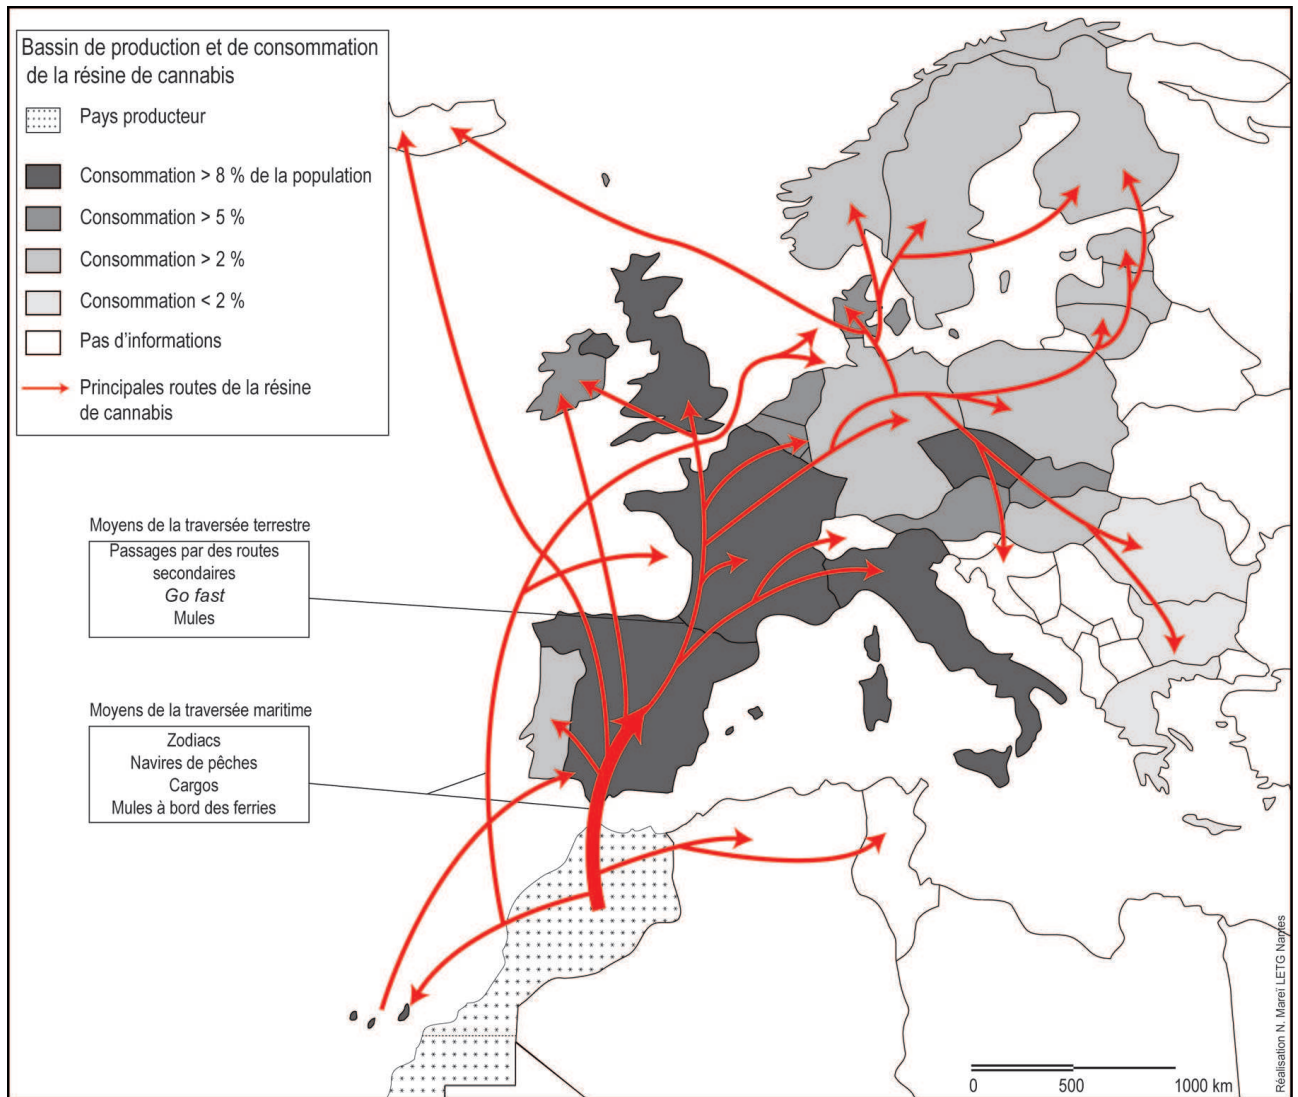 Bassin de production et de consommation
de la résine de cannabis
Pays producteur
Consommation > 8 % de la population
Consommation > 5 %
Consommation > 2 %
Consommation < 2 %
Pas d'informations
Principales routes de la résine
de cannabis
Moyens de la traversée terrestre
Passages par des routes
secondaires
Go fast
Mules
Moyens de la traversée maritime
Zodiacs
Navires de pêches
Cargos
Mules à bord des ferries
0 500 1000 km
Réalisation N. Mareï LETG Nantes